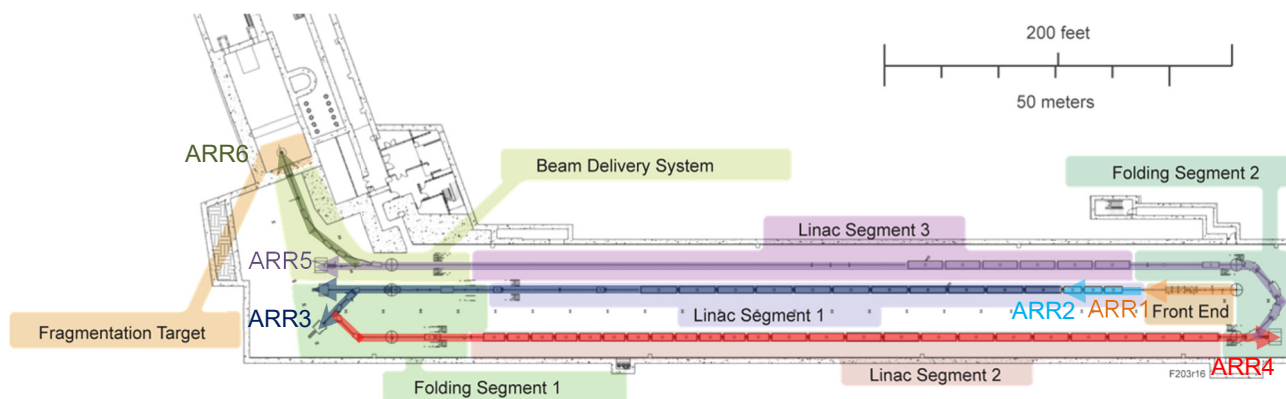 200 feet
50 meters
ARR6
Beam Delivery System
Folding Segment 2
Linac Segment 3
ARR5
ARR3
ARR2
ARR1
Front End
Linac Segment 1
Fragmentation Target
ARR4
Linac Segment 2
F203r16
Folding Segment 1